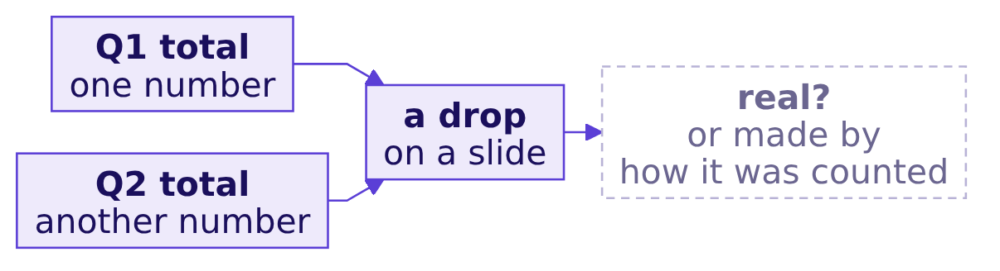 Q1 total
one number
Q2 total
another number
a drop
on a slide
real?
or made by
how it was counted